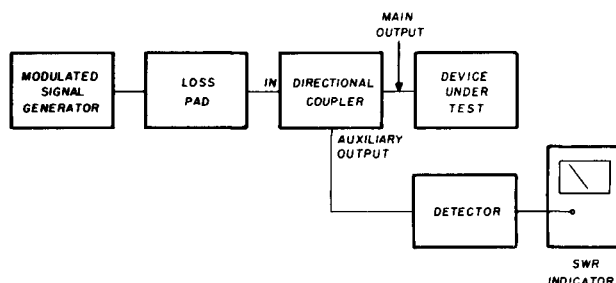 MAIN
OUTPUT
MODULATED
SIGNAL
GENERATOR
LOSS
PAD
IN
DIRECTIONAL
COUPLER
DEVICE
UNDER
TEST
AUXILIARY
OUTPUT
DETECTOR
SWR
INDICATOR